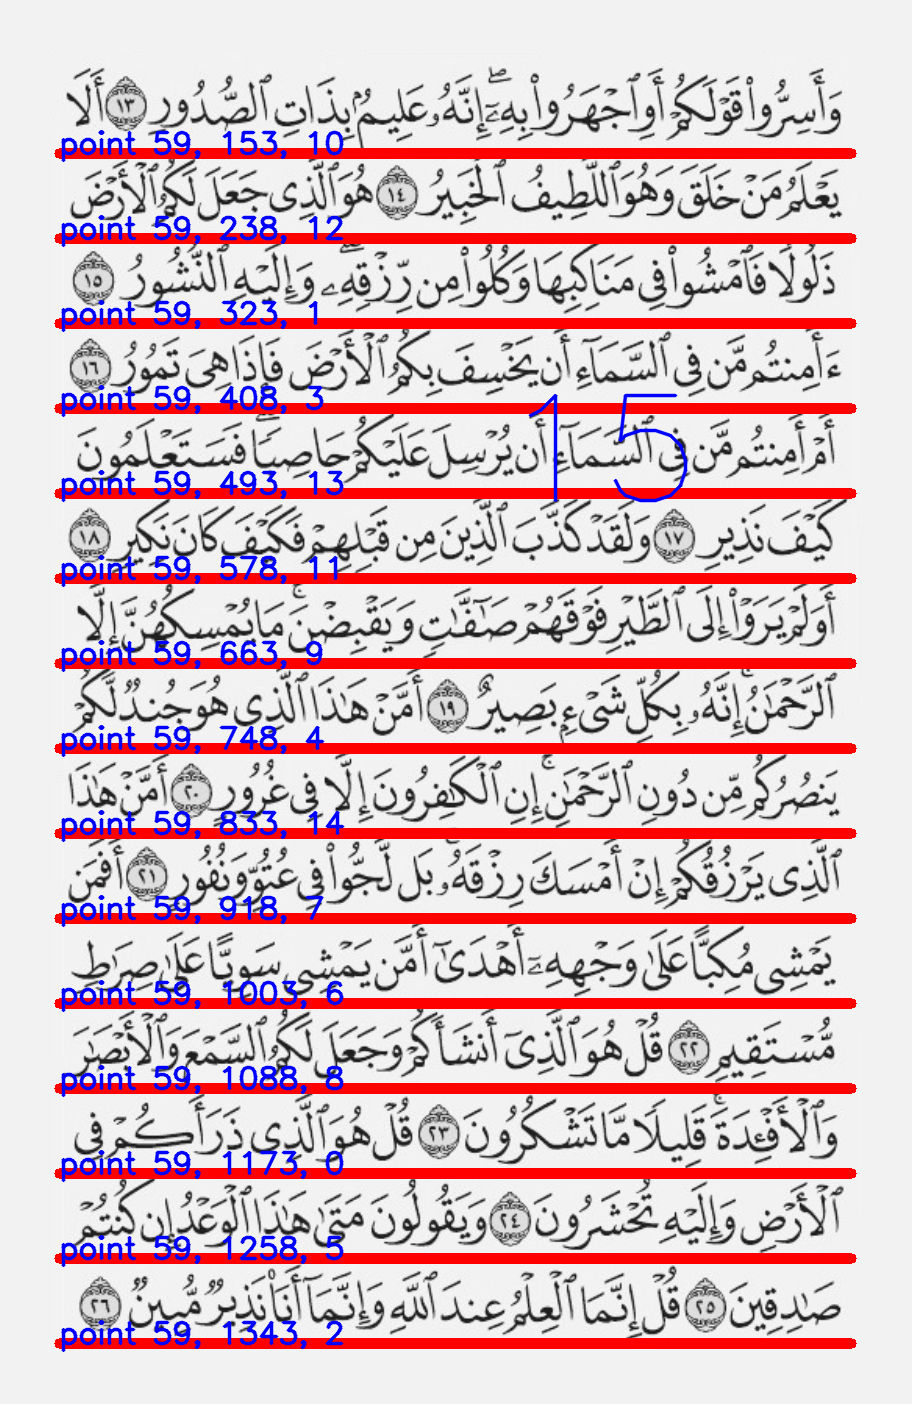 وَأَسِرُّوا۟ قَوْلَكُمْ أَوِ ٱجْهَرُوا۟ بِهِۦٓ ۖ إِنَّهُۥ عَلِيمٌۢ بِذَاتِ ٱلصُّدُورِ ١٣ أَلَا
point 59, 153, 10
يَعْلَمُ مَنْ خَلَقَ وَهُوَ ٱللَّطِيفُ ٱلْخَبِيرُ ١٤ هُوَ ٱلَّذِى جَعَلَ لَكُمُ ٱلْأَرْضَ
point 59, 238, 12
ذَلُولًا فَٱمْشُوا۟ فِى مَنَاكِبِهَا وَكُلُوا۟ مِن رِّزْقِهِۦ ۖ وَإِلَيْهِ ٱلنُّشُورُ ١٥
point 59, 323, 1
ءَأَمِنتُم مَّن فِى ٱلسَّمَآءِ أَن يَخْسِفَ بِكُمُ ٱلْأَرْضَ فَإِذَا هِىَ تَمُورُ ١٦
point 59, 408, 3
15
أَمْ أَمِنتُم مَّن فِى ٱلسَّمَآءِ أَن يُرْسِلَ عَلَيْكُمْ حَاصِبًا ۖ فَسَتَعْلَمُونَ
point 59, 493, 13
كَيْفَ نَذِيرِ ١٧ وَلَقَدْ كَذَّبَ ٱلَّذِينَ مِن قَبْلِهِمْ فَكَيْفَ كَانَ نَكِيرِ ١٨
point 59, 578, 11
أَوَلَمْ يَرَوْا۟ إِلَى ٱلطَّيْرِ فَوْقَهُمْ صَٰٓفَّٰتٍ وَيَقْبِضْنَ ۚ مَا يُمْسِكُهُنَّ إِلَّا
point 59, 663, 9
ٱلرَّحْمَٰنُ ۚ إِنَّهُۥ بِكُلِّ شَىْءٍۭ بَصِيرٌ ١٩ أَمَّنْ هَٰذَا ٱلَّذِى هُوَ جُندٌ لَّكُمْ
point 59, 748, 4
يَنصُرُكُم مِّن دُونِ ٱلرَّحْمَٰنِ ۚ إِنِ ٱلْكَٰفِرُونَ إِلَّا فِى غُرُورٍ ٢٠ أَمَّنْ هَٰذَا
point 59, 833, 14
ٱلَّذِى يَرْزُقُكُمْ إِنْ أَمْسَكَ رِزْقَهُۥ ۚ بَل لَّجُّوا۟ فِى عُتُوٍّ وَنُفُورٍ ٢١ أَفَمَن
point 59, 918, 7
يَمْشِى مُكِبًّا عَلَىٰ وَجْهِهِۦٓ أَهْدَىٰٓ أَمَّن يَمْشِى سَوِيًّا عَلَىٰ صِرَٰطٍ
point 59, 1003, 6
مُّسْتَقِيمٍ ٢٢ قُلْ هُوَ ٱلَّذِىٓ أَنشَأَكُمْ وَجَعَلَ لَكُمُ ٱلسَّمْعَ وَٱلْأَبْصَٰرَ
point 59, 1088, 8
وَٱلْأَفْـِٔدَةَ ۖ قَلِيلًا مَّا تَشْكُرُونَ ٢٣ قُلْ هُوَ ٱلَّذِى ذَرَأَكُمْ فِى
point 59, 1173, 0
ٱلْأَرْضِ وَإِلَيْهِ تُحْشَرُونَ ٢٤ وَيَقُولُونَ مَتَىٰ هَٰذَا ٱلْوَعْدُ إِن كُنتُمْ
point 59, 1258, 5
صَٰدِقِينَ ٢٥ قُلْ إِنَّمَا ٱلْعِلْمُ عِندَ ٱللَّهِ وَإِنَّمَآ أَنَا۠ نَذِيرٌ مُّبِينٌ ٢٦
point 59, 1343, 2